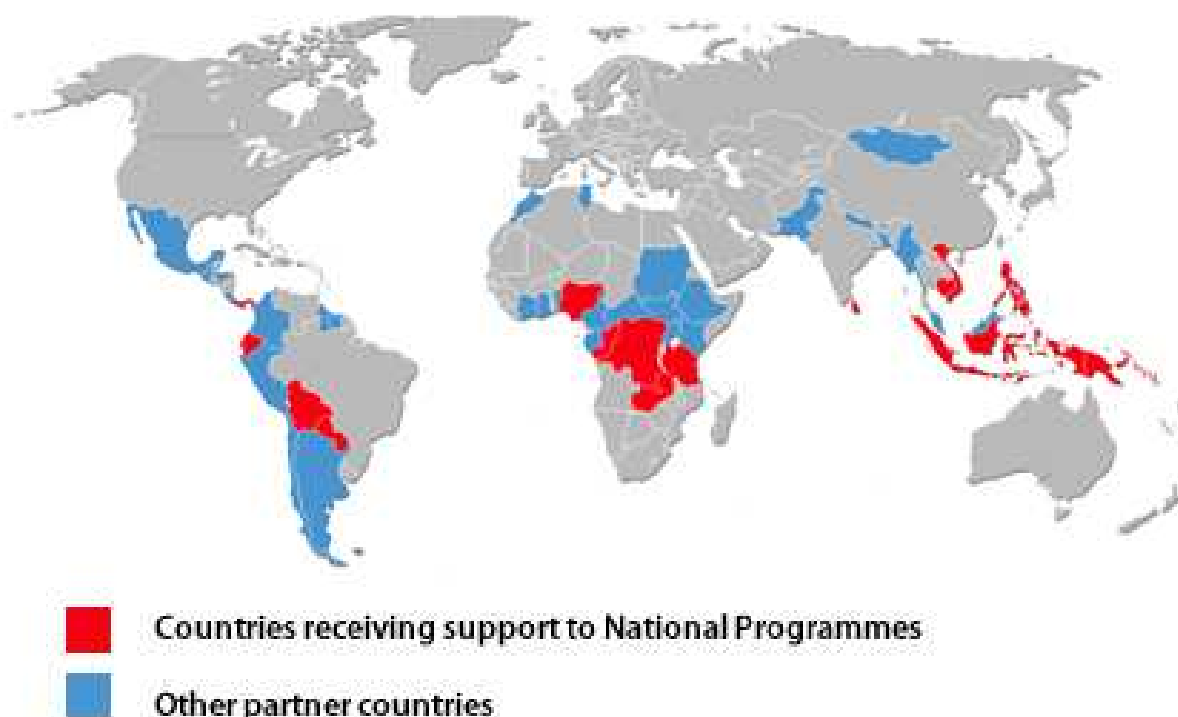 Countries receiving support to National Programmes
Other partner countries